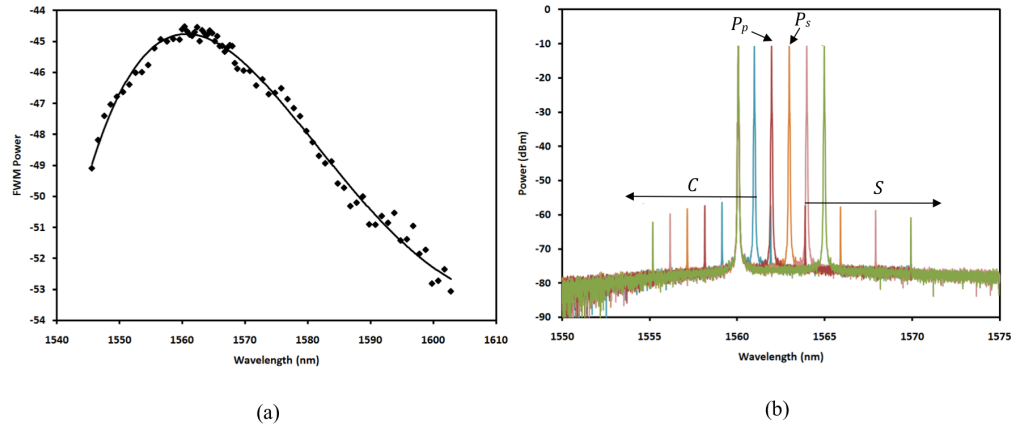 -44
-45
-46
-47
-48
-49
-50
-51
-52
-53
-54
FWM Power
1540 1550 1560 1570 1580 1590 1600 1610
Wavelength (nm)
(a)
0
-10
-20
-30
-40
-50
-60
-70
-80
-90
Power (dBm)
Pp Ps
C S
1550 1555 1560 1565 1570 1575
Wavelength (nm)
(b)